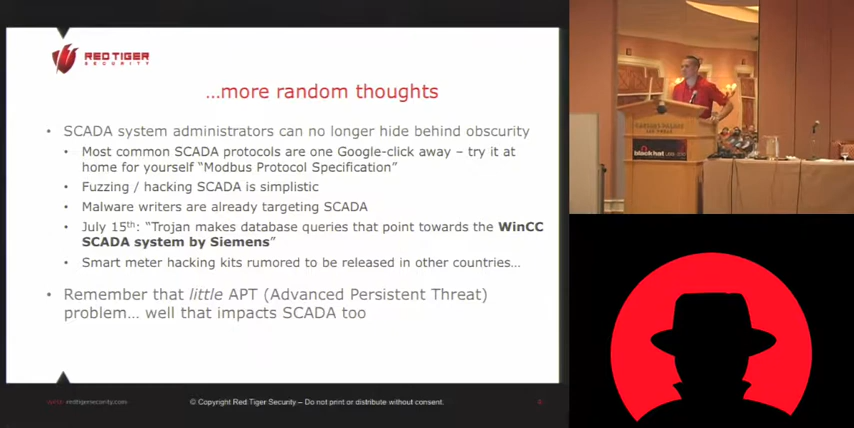 RED TIGER
SECURITY
...more random thoughts
• SCADA system administrators can no longer hide behind obscurity
• Most common SCADA protocols are one Google-click away – try it at
home for yourself "Modbus Protocol Specification"
• Fuzzing / hacking SCADA is simplistic
• Malware writers are already targeting SCADA
• July 15th: "Trojan makes database queries that point towards the WinCC
SCADA system by Siemens"
• Smart meter hacking kits rumored to be released in other countries...
• Remember that little APT (Advanced Persistent Threat)
problem... well that impacts SCADA too
www.redtigersecurity.com
© Copyright Red Tiger Security – Do not print or distribute without consent.
black hat